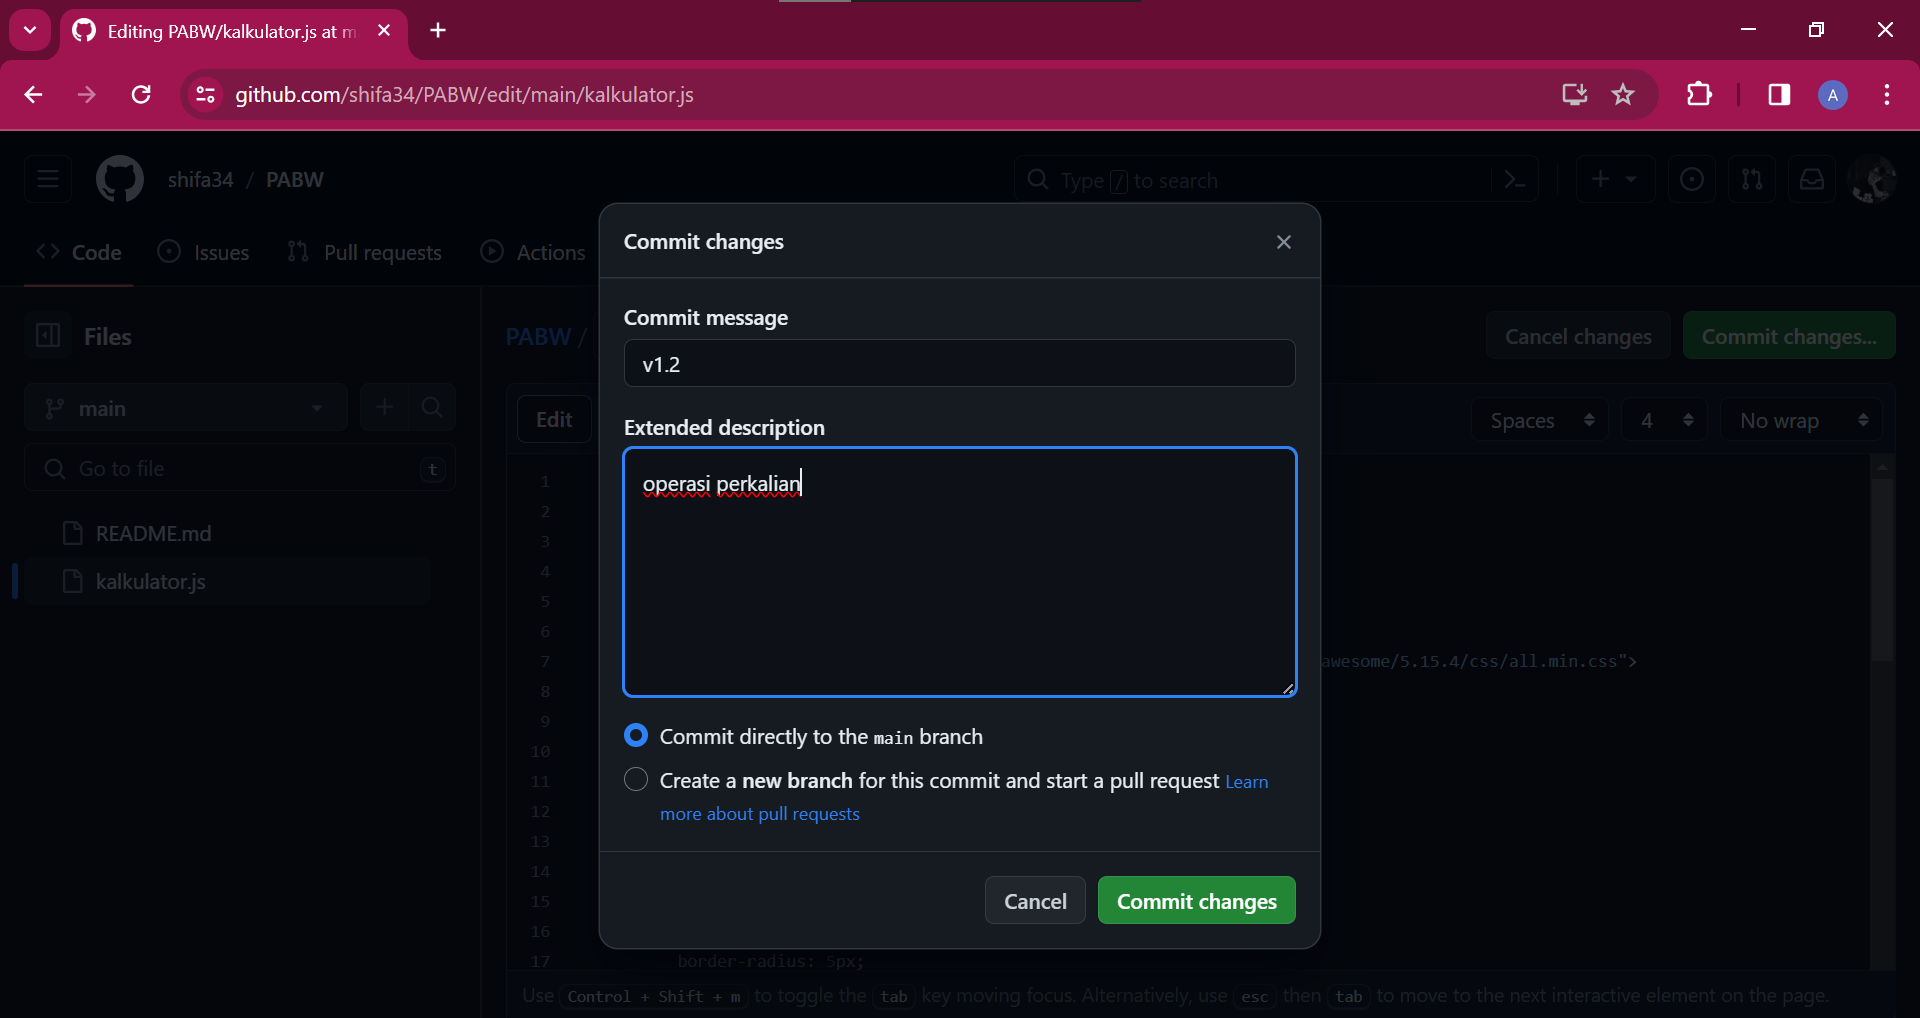 Editing PABW/kalkulator.js at m
github.com/shifa34/PABW/edit/main/kalkulator.js
A
shifa34 / PABW
Type / to search
Code
Issues
Pull requests
Actions
Files
PABW /
Cancel changes
Commit changes...
main
Edit
Spaces
4
No wrap
Go to file
t
README.md
kalkulator.js
1
2
3
4
5
6
7
awesome/5.15.4/css/all.min.css">
8
9
10
11
12
13
14
15
16
17
border-radius: 5px;
Use Control + Shift + m to toggle the tab key moving focus. Alternatively, use esc then tab to move to the next interactive element on the page.
Commit changes
Commit message
v1.2
Extended description
operasi perkalian
Commit directly to the main branch
Create a new branch for this commit and start a pull request Learn
more about pull requests
Cancel
Commit changes